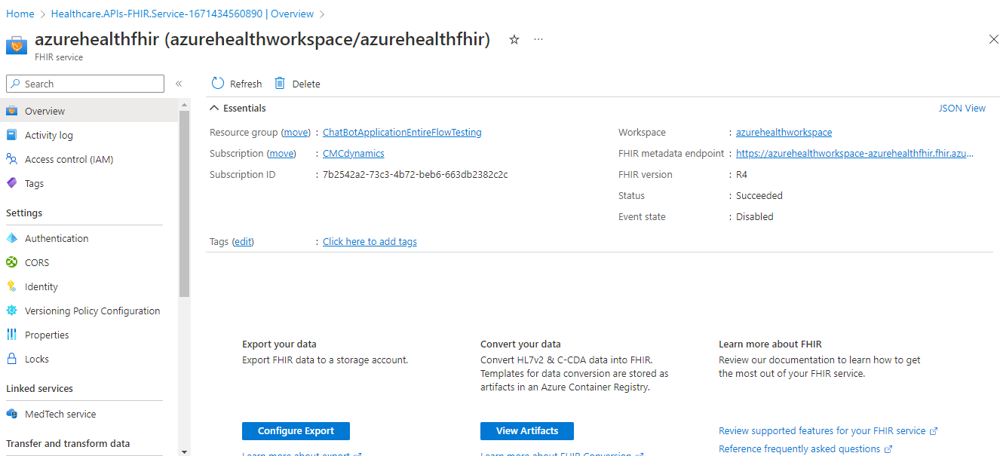 Home > Healthcare.APIs-FHIR.Service-1671434560890 | Overview >
azurehealthfhir (azurehealthworkspace/azurehealthfhir)
FHIR service
Search
Refresh Delete
Overview
Activity log
Access control (IAM)
Tags
Settings
Authentication
CORS
Identity
Versioning Policy Configuration
Properties
Locks
Linked services
MedTech service
Transfer and transform data
Essentials JSON View
Resource group (move) : ChatBotApplicationEntireFlowTesting
Subscription (move) : CMCdynamics
Subscription ID : 7b2542a2-73c3-4b72-beb6-663db2382c2c
Tags (edit) : Click here to add tags
Workspace : azurehealthworkspace
FHIR metadata endpoint : https://azurehealthworkspace-azurehealthfhir.fhir.azu...
FHIR version : R4
Status : Succeeded
Event state : Disabled
Export your data
Export FHIR data to a storage account.
Configure Export
Learn more about export
Convert your data
Convert HL7v2 & C-CDA data into FHIR.
Templates for data conversion are stored as
artifacts in an Azure Container Registry.
View Artifacts
Learn more about FHIR Conversion
Learn more about FHIR
Review our documentation to learn how to get
the most out of your FHIR service.
Review supported features for your FHIR service
Reference frequently asked questions